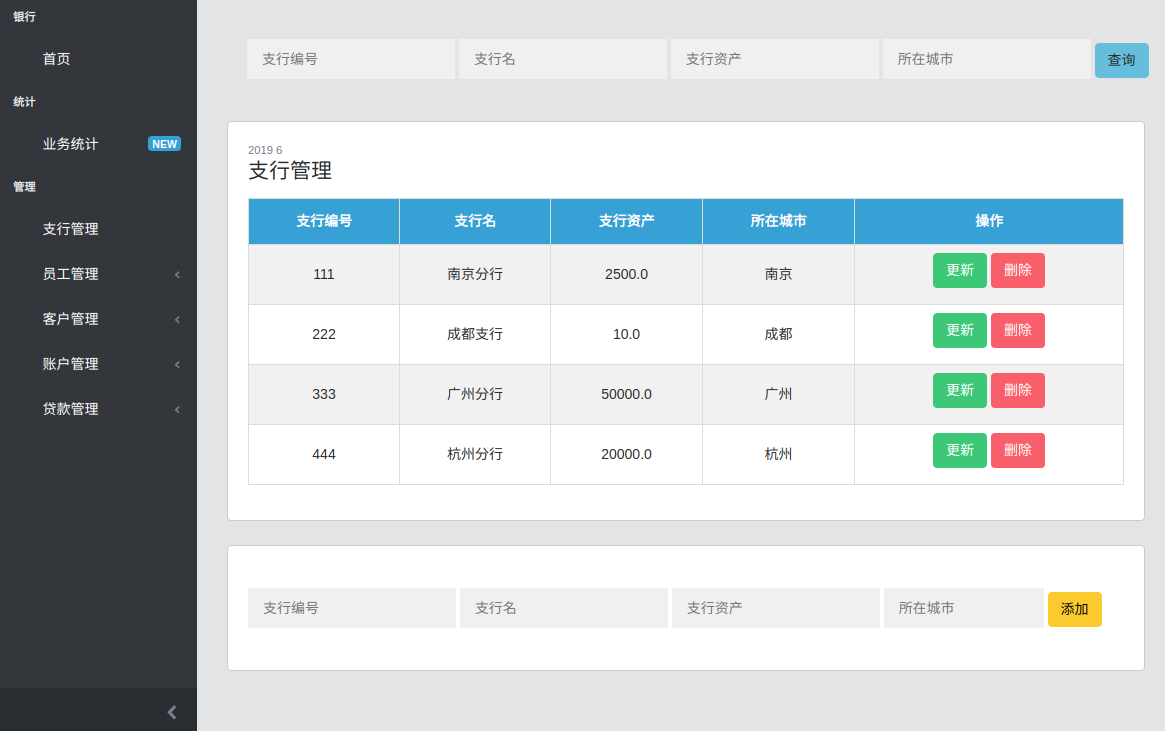 银行
首页
统计
业务统计 NEW
管理
支行管理
员工管理
客户管理
账户管理
贷款管理
支行编号 支行名 支行资产 所在城市 查询
2019 6
支行管理
支行编号 支行名 支行资产 所在城市 操作
111 南京分行 2500.0 南京 更新 删除
222 成都支行 10.0 成都 更新 删除
333 广州分行 50000.0 广州 更新 删除
444 杭州分行 20000.0 杭州 更新 删除
支行编号 支行名 支行资产 所在城市 添加